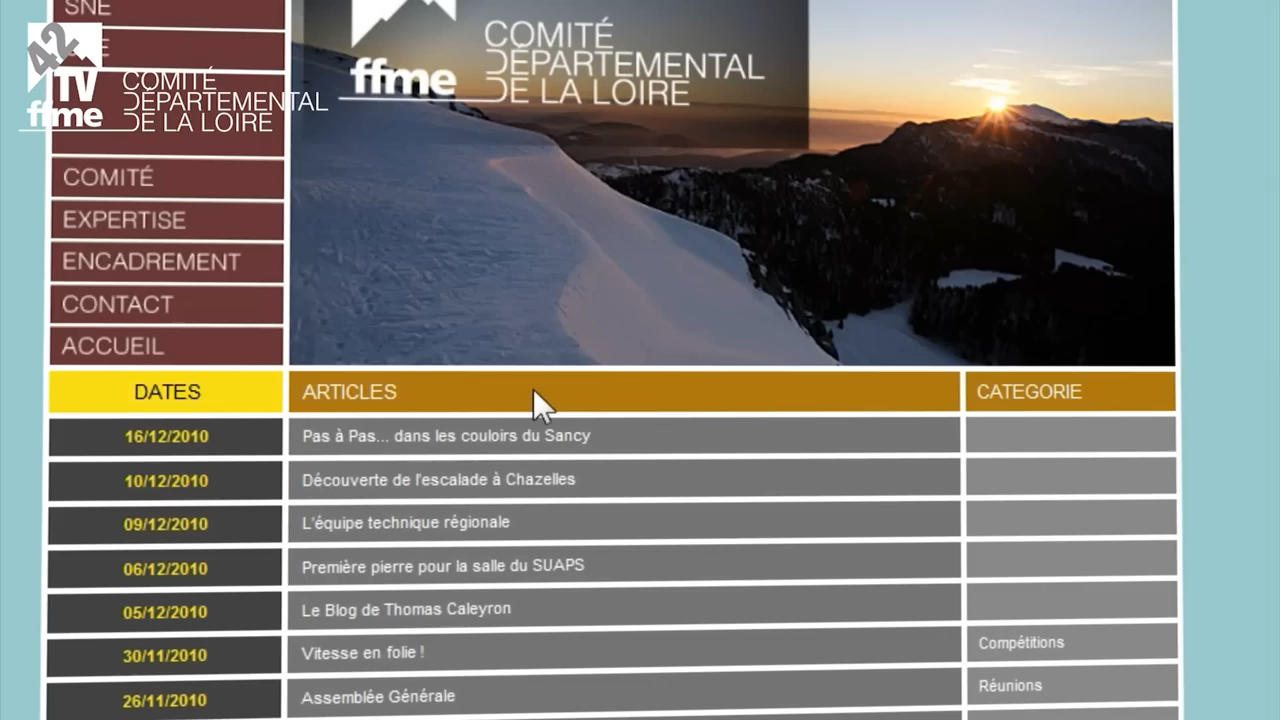 SNE
42
TV
ffme
COMITÉ
DÉPARTEMENTAL
DE LA LOIRE
ffme
COMITÉ
DÉPARTEMENTAL
DE LA LOIRE
COMITÉ
EXPERTISE
ENCADREMENT
CONTACT
ACCUEIL
DATES ARTICLES CATEGORIE
16/12/2010 Pas à Pas... dans les couloirs du Sancy
10/12/2010 Découverte de l'escalade à Chazelles
09/12/2010 L'équipe technique régionale
06/12/2010 Première pierre pour la salle du SUAPS
05/12/2010 Le Blog de Thomas Caleyron
30/11/2010 Vitesse en folie ! Compétitions
26/11/2010 Assemblée Générale Réunions